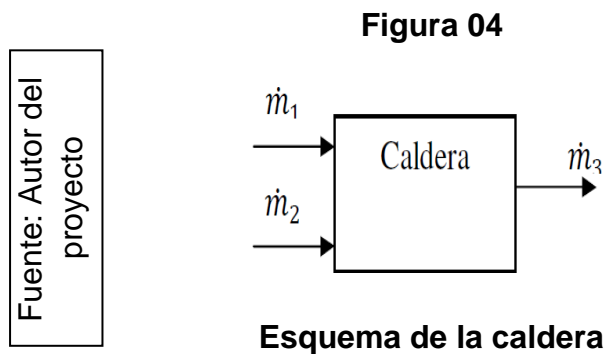 Figura 04
Fuente: Autor del
proyecto
ṁ₁
Caldera
ṁ₃
ṁ₂
Esquema de la caldera